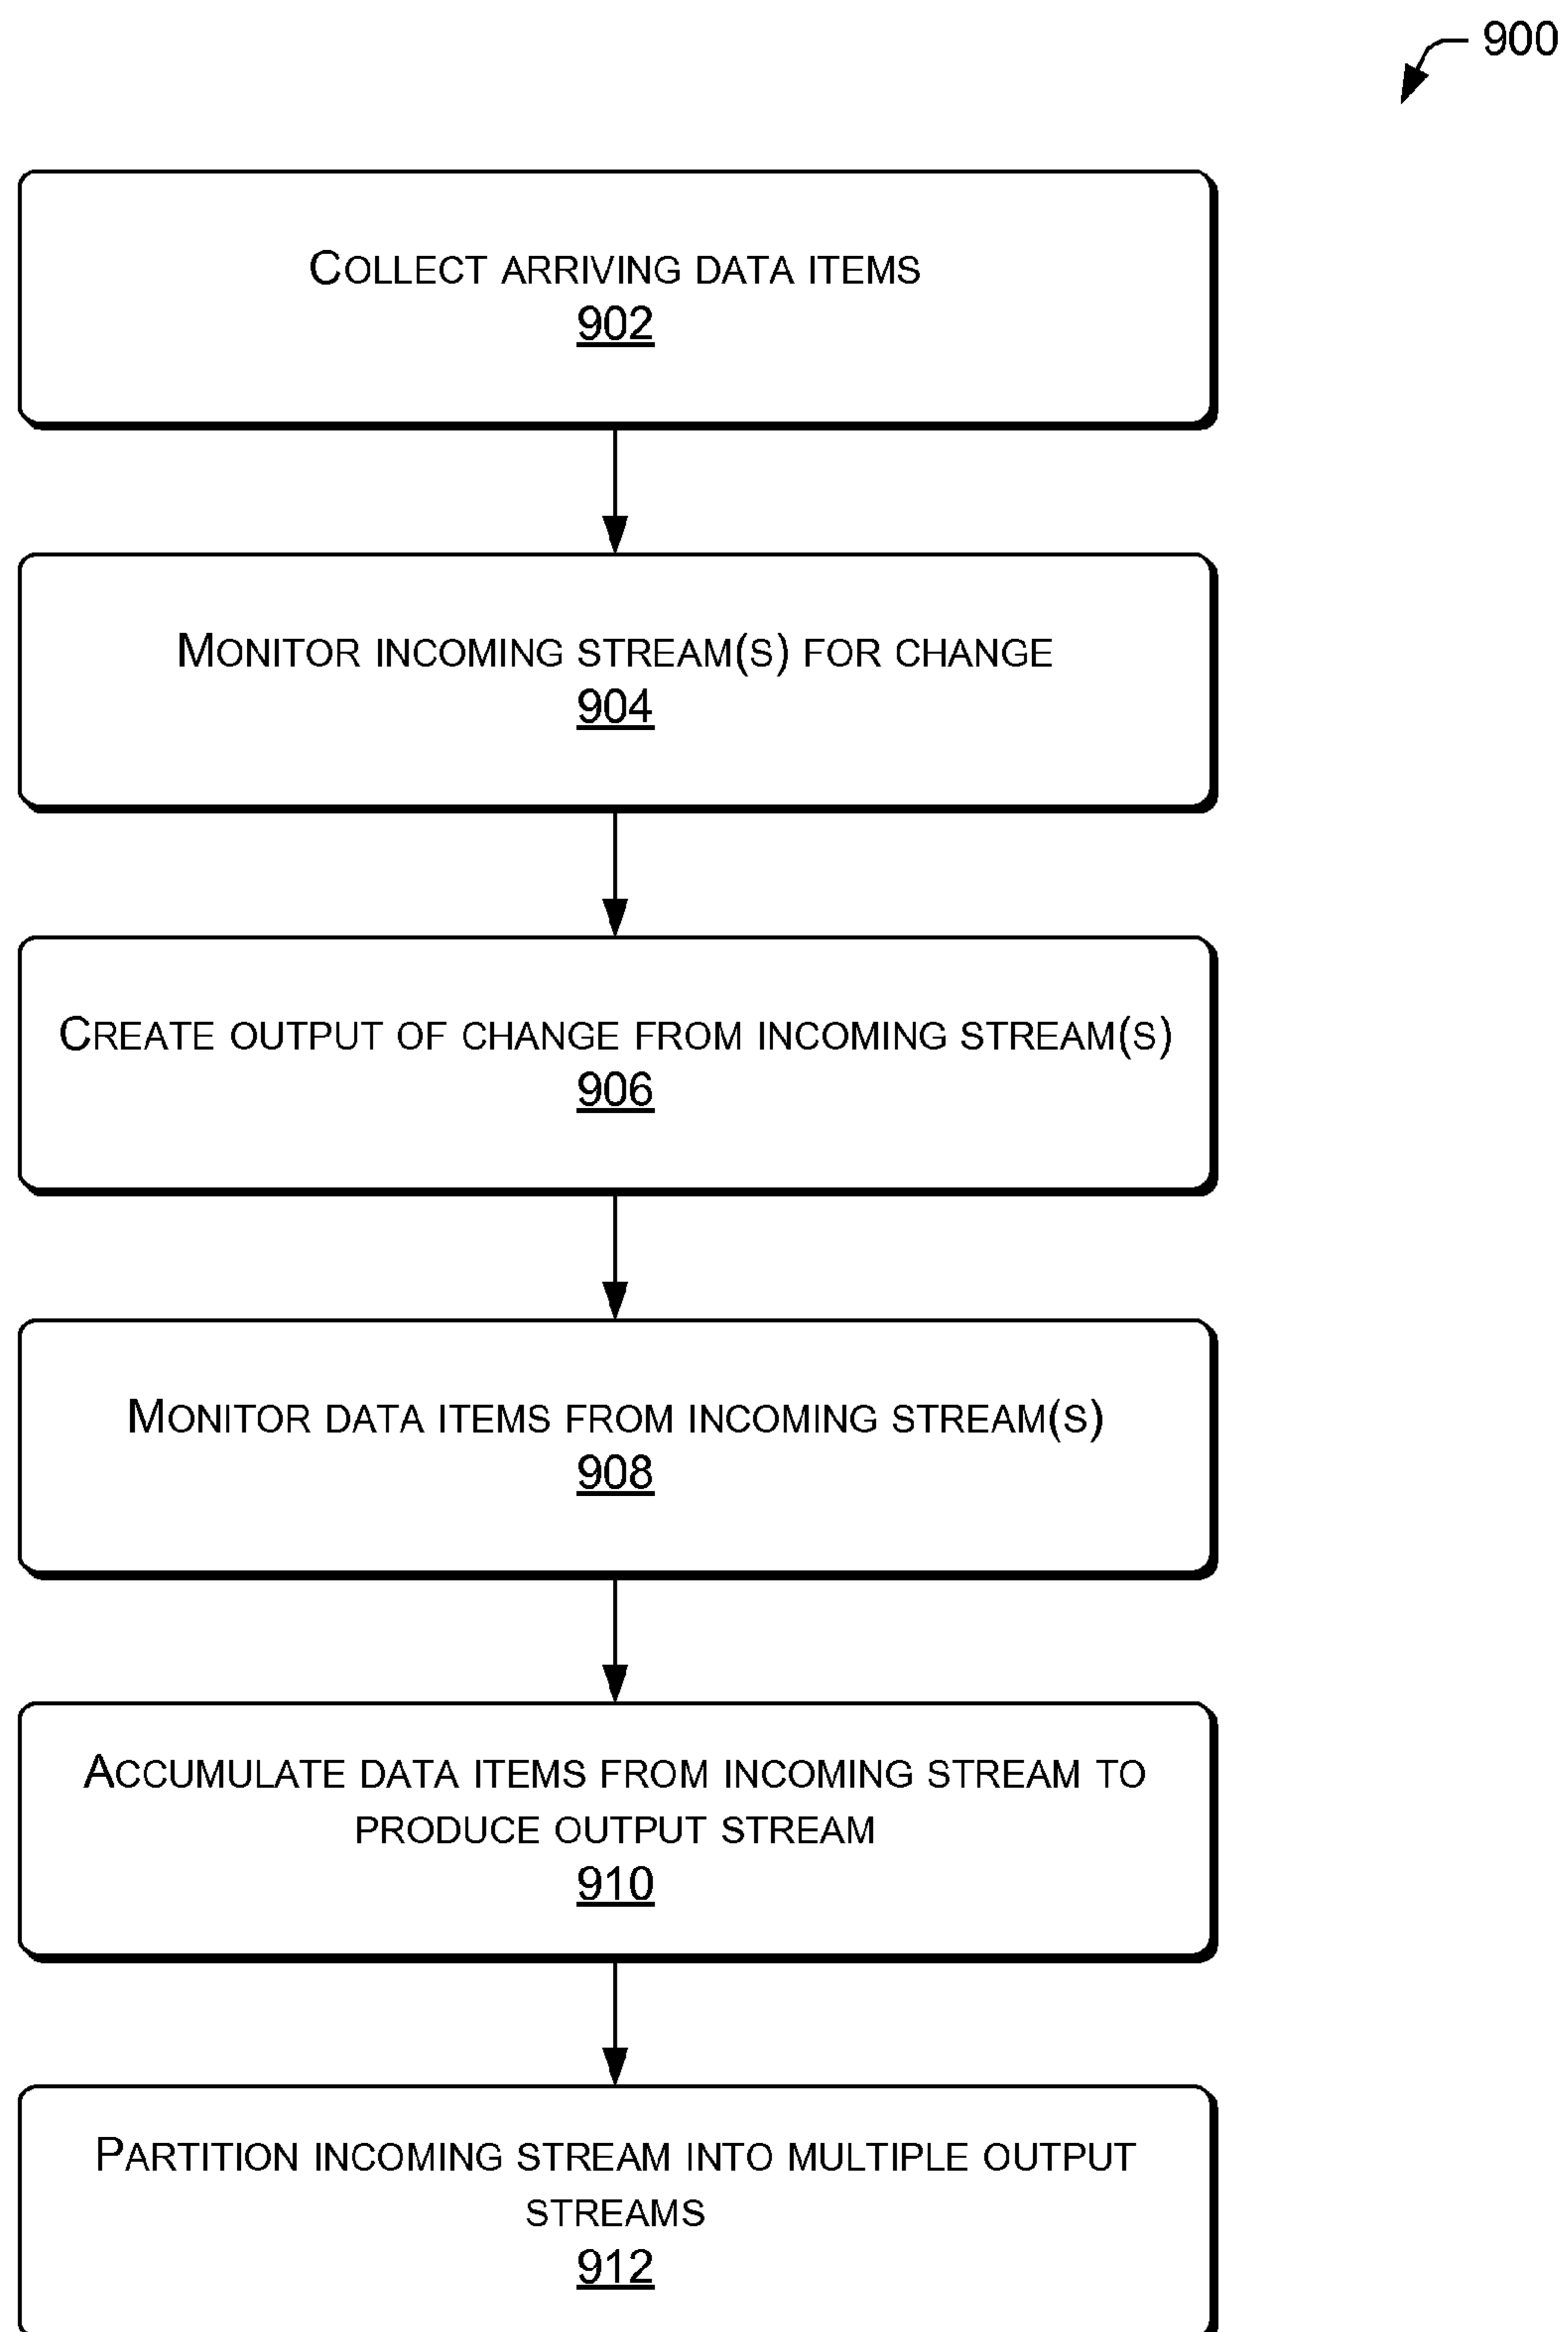 900
COLLECT ARRIVING DATA ITEMS
902
MONITOR INCOMING STREAM(S) FOR CHANGE
904
CREATE OUTPUT OF CHANGE FROM INCOMING STREAM(S)
906
MONITOR DATA ITEMS FROM INCOMING STREAM(S)
908
ACCUMULATE DATA ITEMS FROM INCOMING STREAM TO
PRODUCE OUTPUT STREAM
910
PARTITION INCOMING STREAM INTO MULTIPLE OUTPUT
STREAMS
912